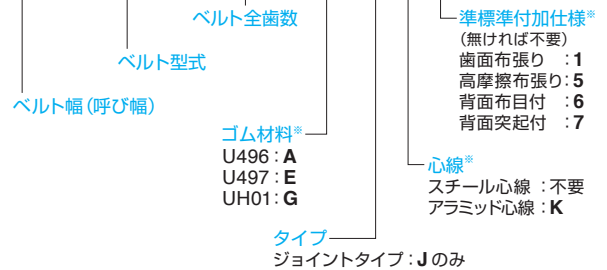 ベルト全歯数
ベルト型式
ベルト幅(呼び幅)
ゴム材料※
U496:A
U497:E
UH01:G
タイプ
ジョイントタイプ:Jのみ
心線※
スチール心線:不要
アラミッド心線:K
準標準付加仕様※
(無ければ不要)
歯面布張り:1
高摩擦布張り:5
背面布目付:6
背面突起付:7